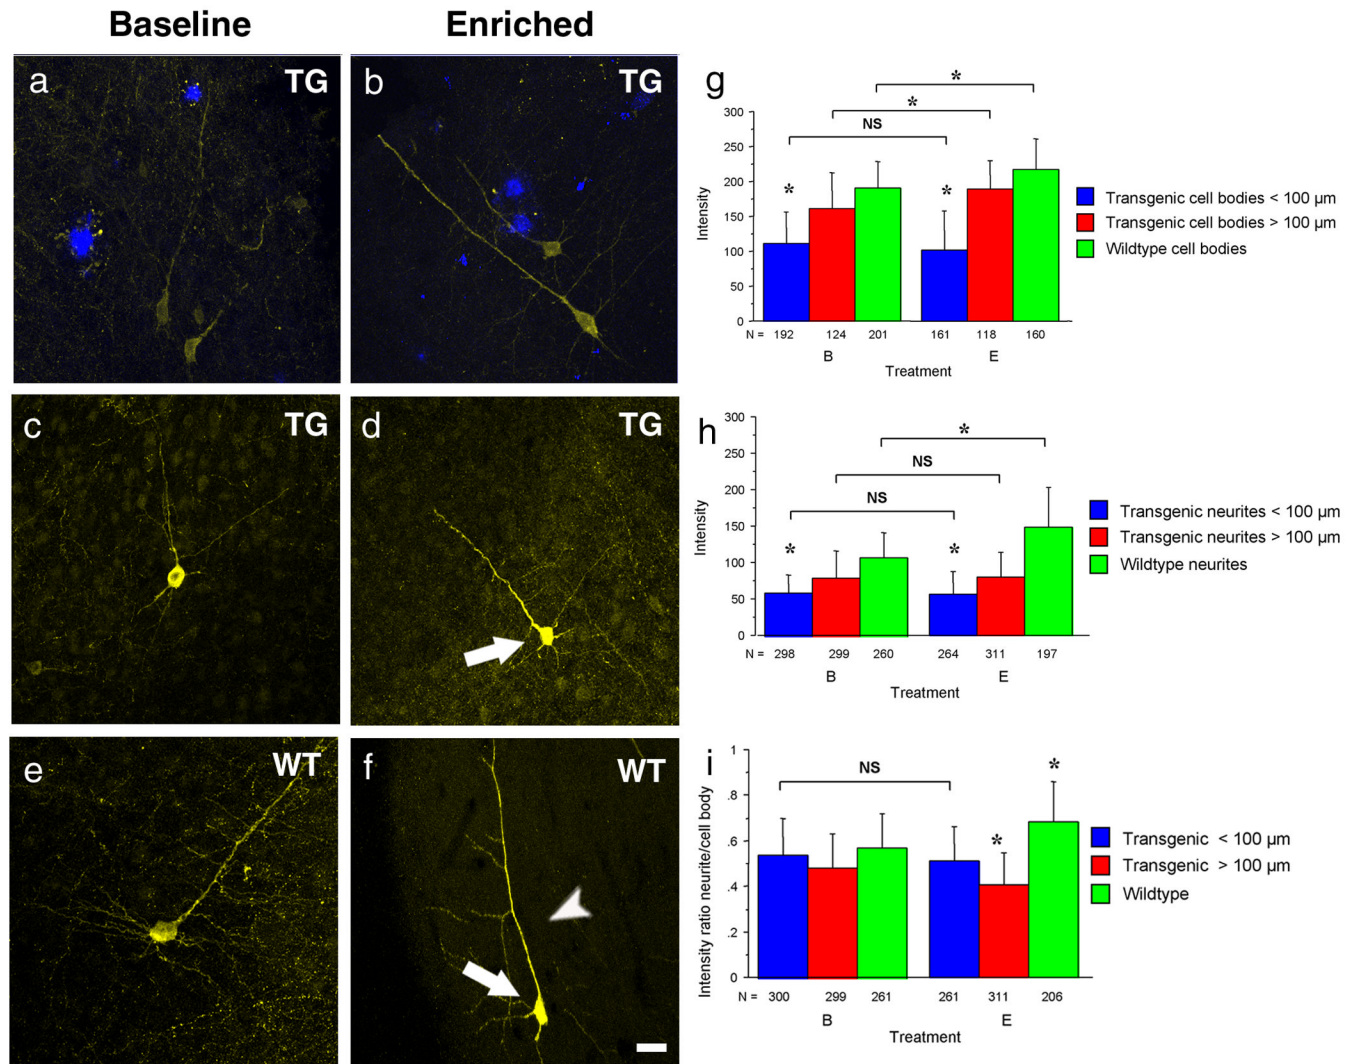 Baseline
Enriched
a
TG
b
TG
c
TG
d
TG
e
WT
f
WT
g
*
*
NS
*
*
300
250
200
150
100
50
0
Intensity
N = 192 124 201 161 118 160
B E
Treatment
Transgenic cell bodies < 100 µm
Transgenic cell bodies > 100 µm
Wildtype cell bodies
h
*
NS
NS
*
*
300
250
200
150
100
50
0
Intensity
N = 298 299 260 264 311 197
B E
Treatment
Transgenic neurites < 100 µm
Transgenic neurites > 100 µm
Wildtype neurites
i
NS
*
*
1
.8
.6
.4
.2
0
Intensity ratio neurite/cell body
N = 300 299 261 261 311 206
B E
Treatment
Transgenic < 100 µm
Transgenic > 100 µm
Wildtype